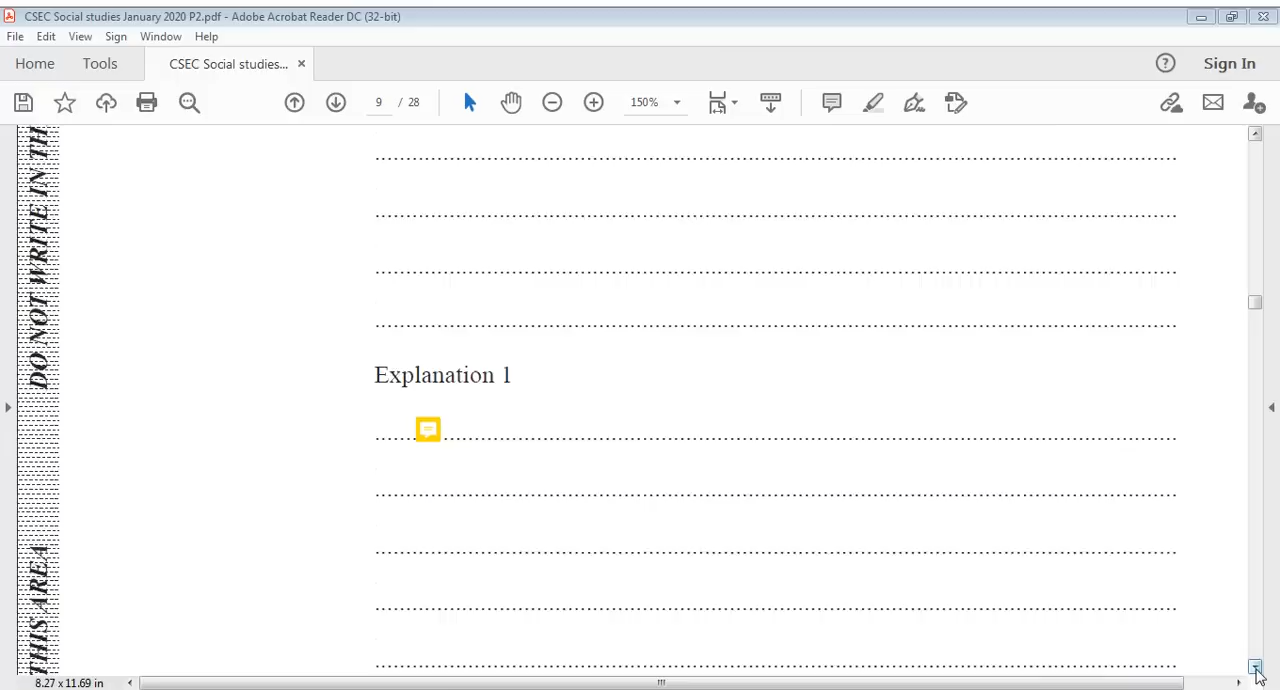 CSEC Social studies January 2020 P2.pdf - Adobe Acrobat Reader DC (32-bit)
File Edit View Sign Window Help
Home Tools CSEC Social studies... × ? Sign In
9 / 28 150%
DO NOT WRITE IN TH
THIS AREA
Explanation 1
8.27 x 11.69 in